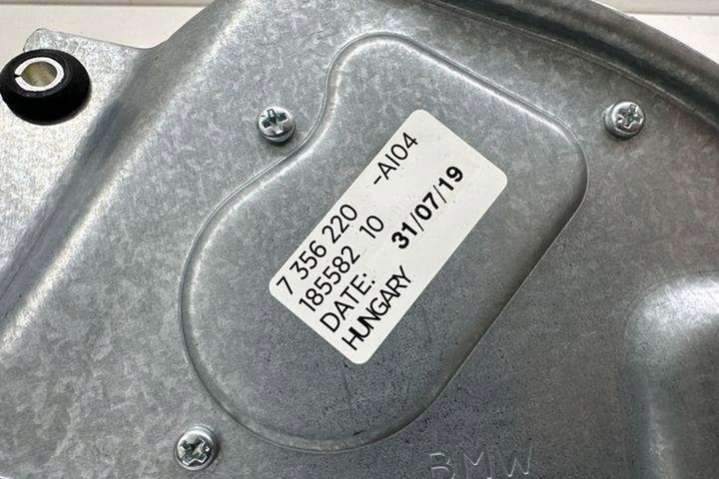 7 356 220 -AI04
185582 10
DATE: 31/07/19
HUNGARY
BMW